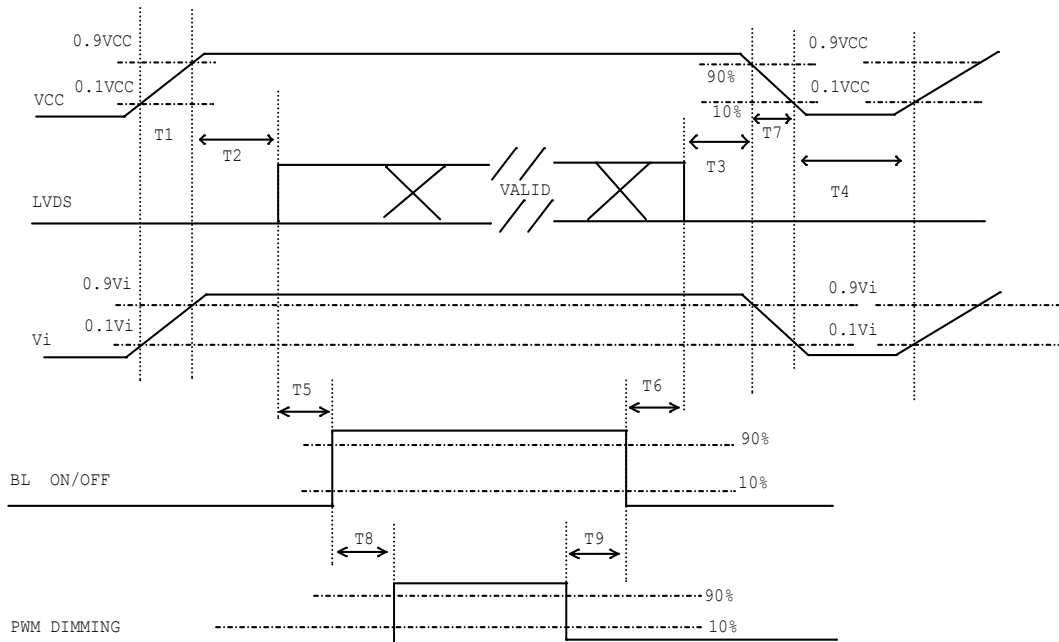 0.9VCC
0.9VCC
0.1VCC
90%
0.1VCC
VCC
10%
T1
T7
T2
T3
VALID
T4
LVDS
0.9Vi
0.9Vi
0.1Vi
0.1Vi
Vi
T5
T6
90%
BL ON/OFF
10%
T8
T9
90%
PWM DIMMING
10%